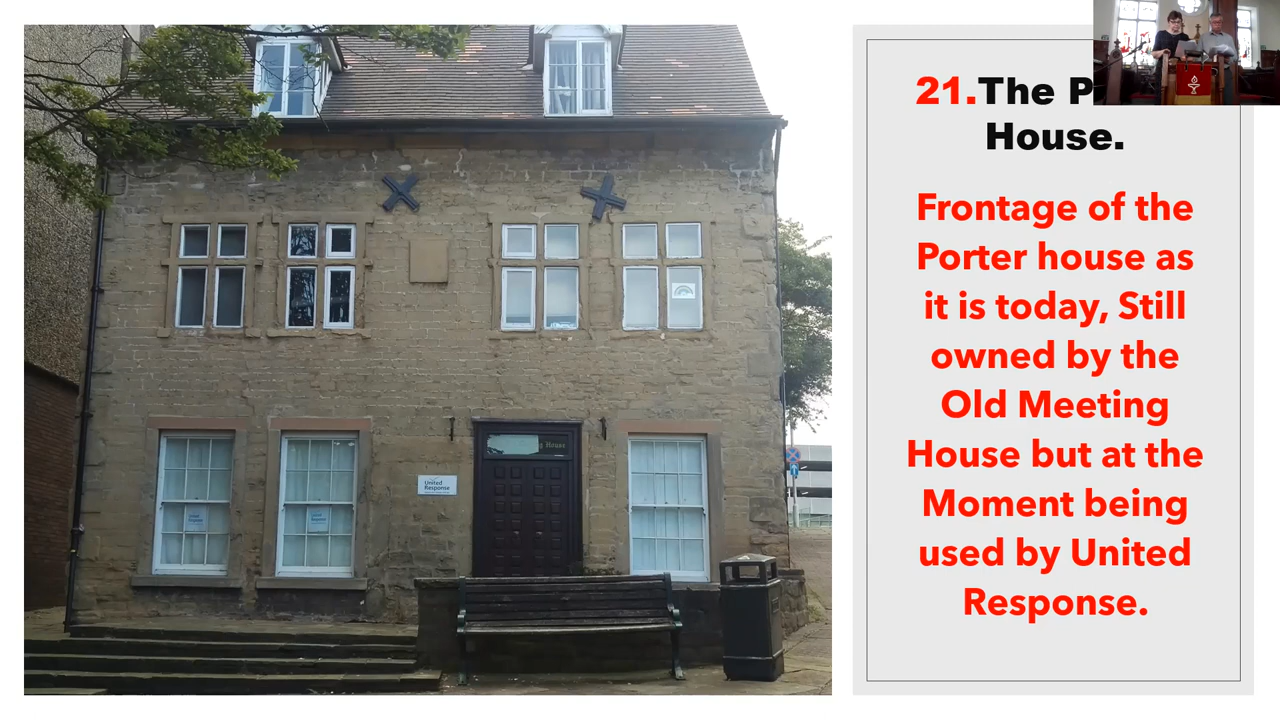 21.The P
House.
Frontage of the
Porter house as
it is today, Still
owned by the
Old Meeting
House but at the
Moment being
used by United
Response.
g House
United
Response